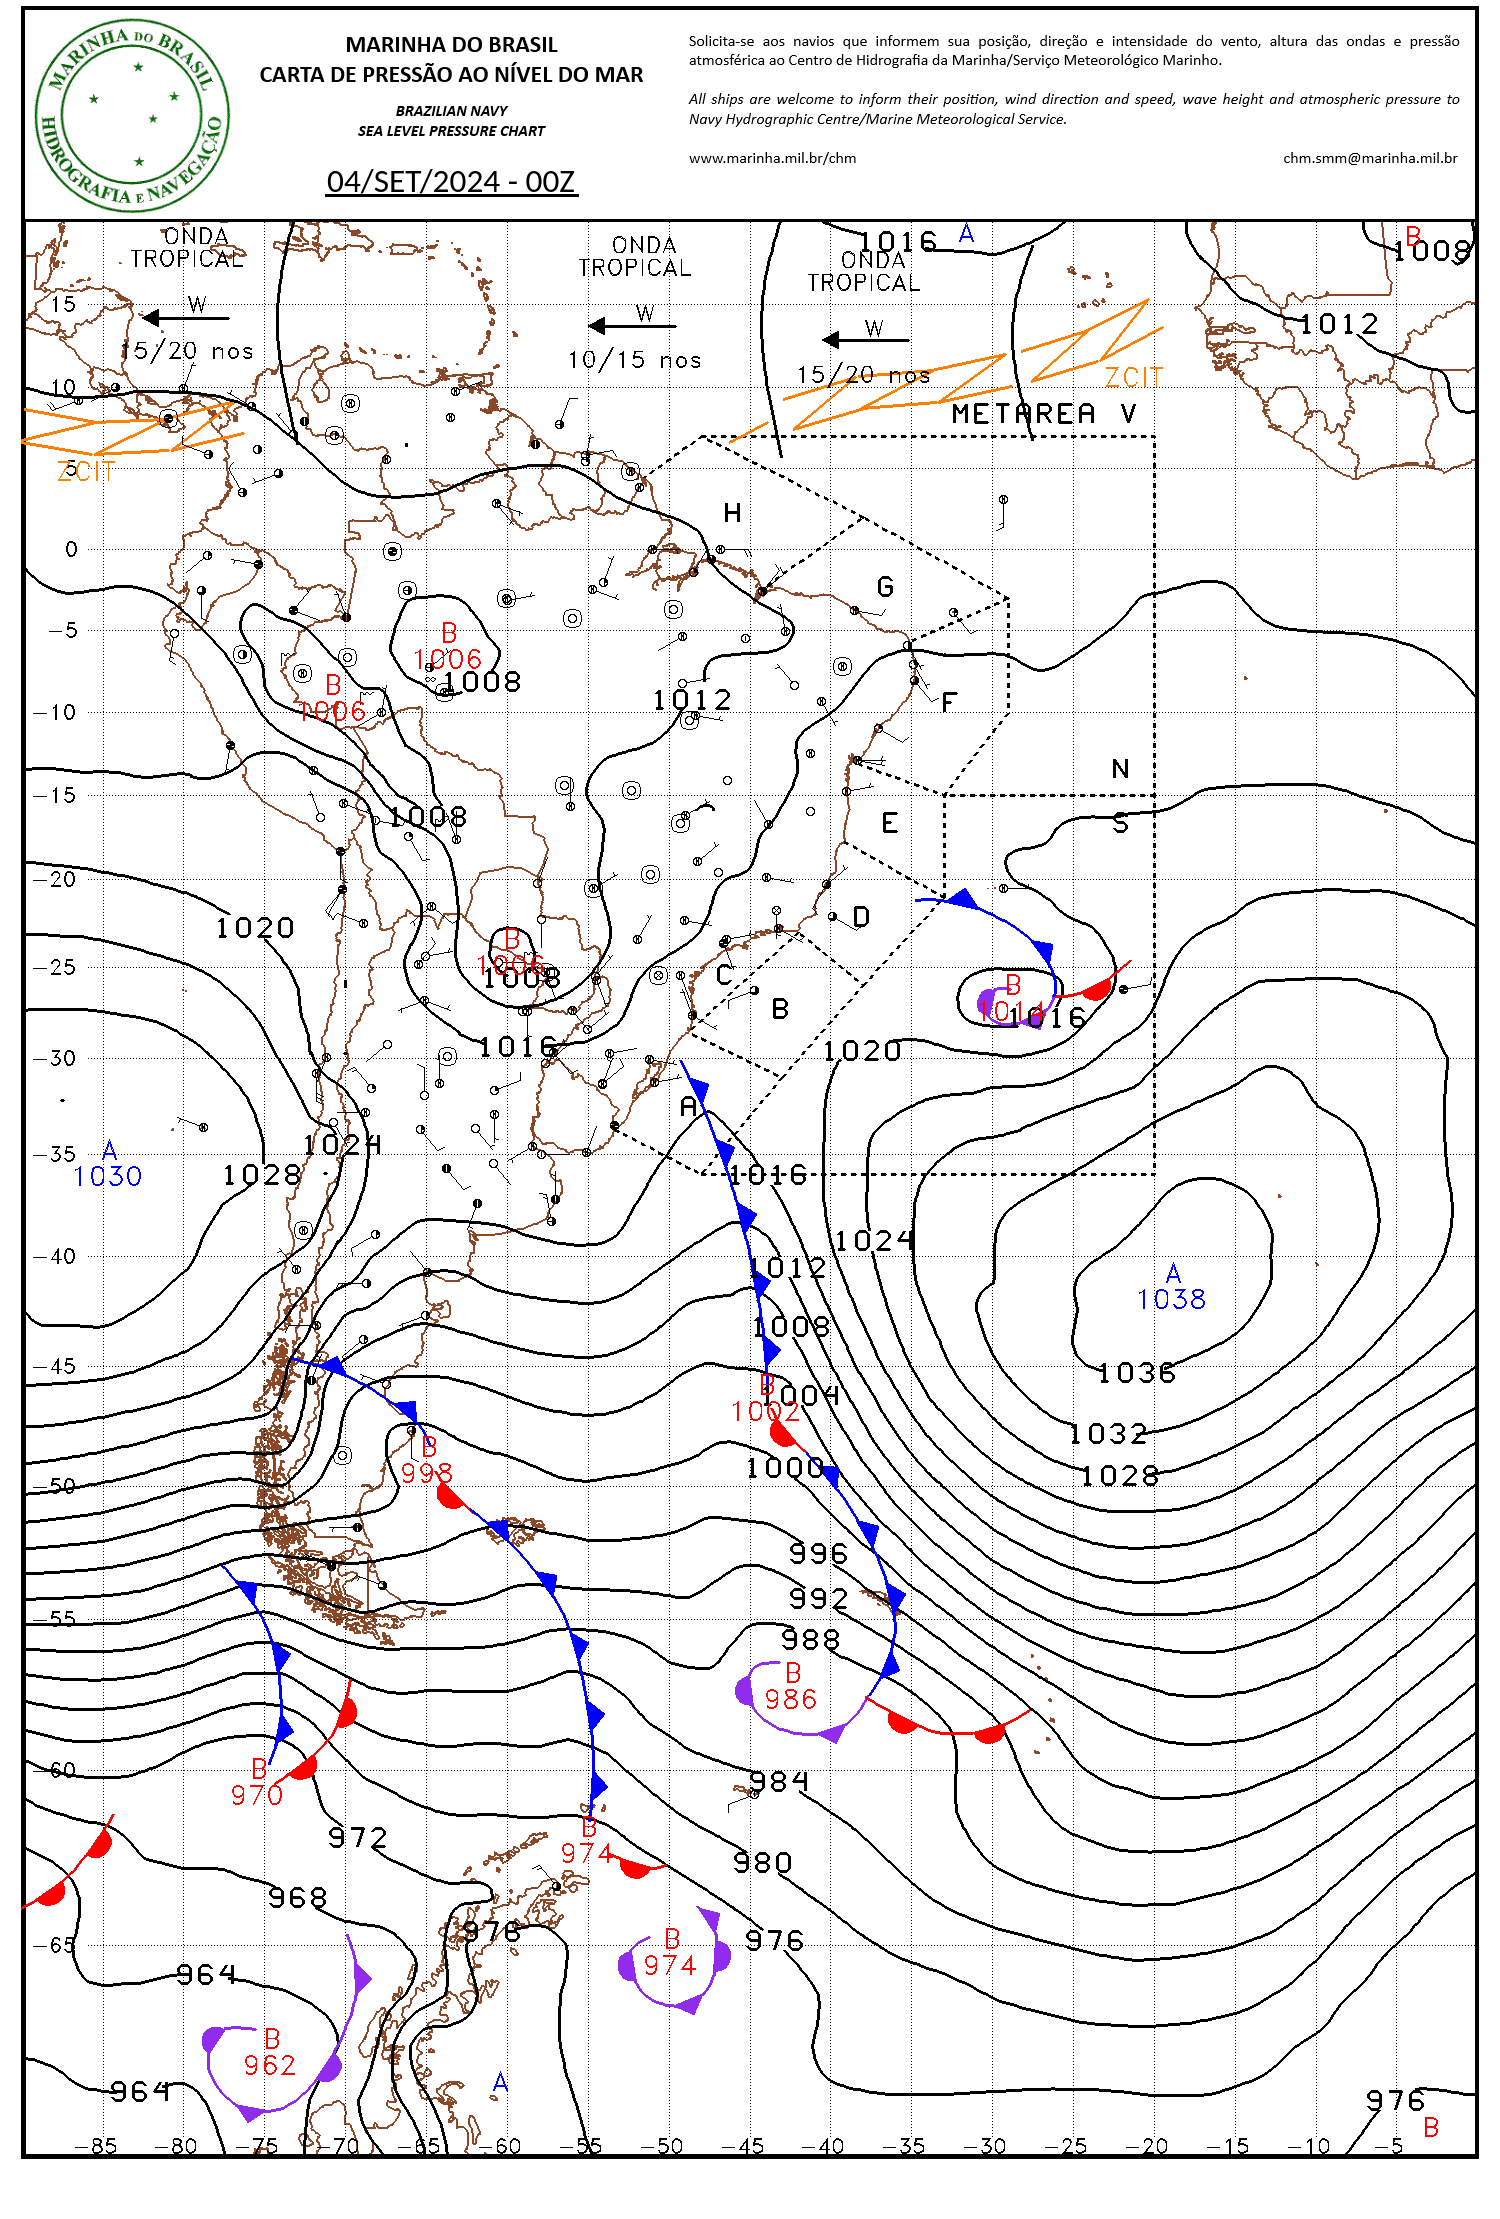 MARINHA DO BRASIL
HIDROGRAFIA E NAVEGAÇÃO
MARINHA DO BRASIL
CARTA DE PRESSÃO AO NÍVEL DO MAR
BRAZILIAN NAVY
SEA LEVEL PRESSURE CHART
04/SET/2024 - 00Z
Solicita-se aos navios que informem sua posição, direção e intensidade do vento, altura das ondas e pressão
atmosférica ao Centro de Hidrografia da Marinha/Serviço Meteorológico Marinho.
All ships are welcome to inform their position, wind direction and speed, wave height and atmospheric pressure to
Navy Hydrographic Centre/Marine Meteorological Service.
www.marinha.mil.br/chm
chm.smm@marinha.mil.br
ONDA
TROPICAL
W
15/20 nos
ONDA
TROPICAL
W
10/15 nos
1016
A
ONDA
TROPICAL
W
15/20 nos
B
1008
1012
ZCIT
METAREA V
ZCIT
15
10
5
0
-5
-10
-15
-20
-25
-30
-35
-40
-45
-50
-55
-60
-65
H
G
F
N
S
E
D
C
B
A
B
1006
1008
B
1006
1012
1008
1020
B
1006
1008
B
1014
1016
1016
1020
1024
1028
A
1030
1016
1024
1012
A
1038
1008
1036
B
1002
1004
1032
1028
B
998
1000
996
992
988
B
986
B
970
984
972
B
974
980
968
976
976
B
974
964
B
962
A
964
976
B
-85 -80 -75 -70 -65 -60 -55 -50 -45 -40 -35 -30 -25 -20 -15 -10 -5